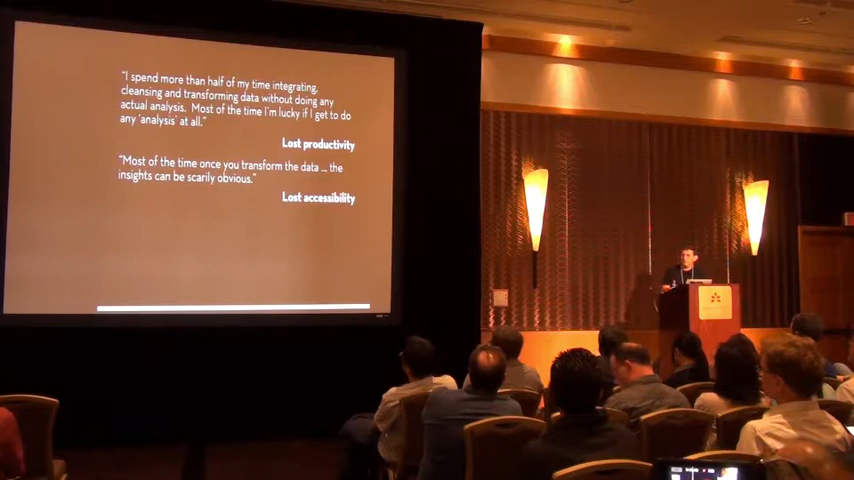 "I spend more than half of my time integrating,
cleansing and transforming data without doing any
actual analysis. Most of the time I'm lucky if I get to do
any 'analysis' at all."
Lost productivity
"Most of the time once you transform the data ... the
insights can be scarily obvious."
Lost accessibility